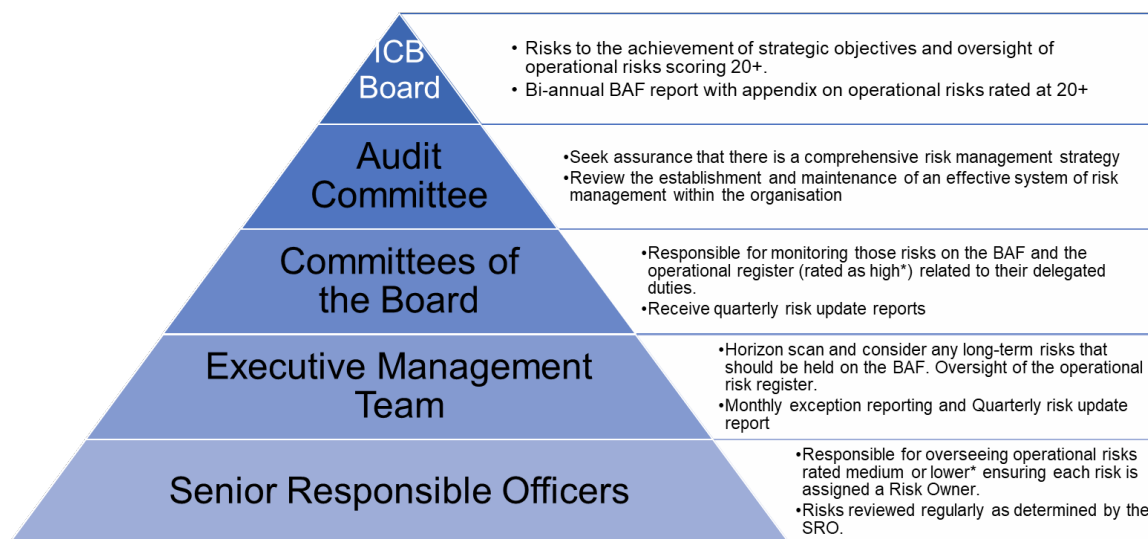 ICB
Board
• Risks to the achievement of strategic objectives and oversight of
operational risks scoring 20+.
• Bi-annual BAF report with appendix on operational risks rated at 20+
Audit
Committee
•Seek assurance that there is a comprehensive risk management strategy
•Review the establishment and maintenance of an effective system of risk
management within the organisation
Committees of
the Board
•Responsible for monitoring those risks on the BAF and the
operational register (rated as high*) related to their delegated
duties.
•Receive quarterly risk update reports
Executive Management
Team
•Horizon scan and consider any long-term risks that
should be held on the BAF. Oversight of the operational
risk register.
•Monthly exception reporting and Quarterly risk update
report
Senior Responsible Officers
•Responsible for overseeing operational risks
rated medium or lower* ensuring each risk is
assigned a Risk Owner.
•Risks reviewed regularly as determined by the
SRO.